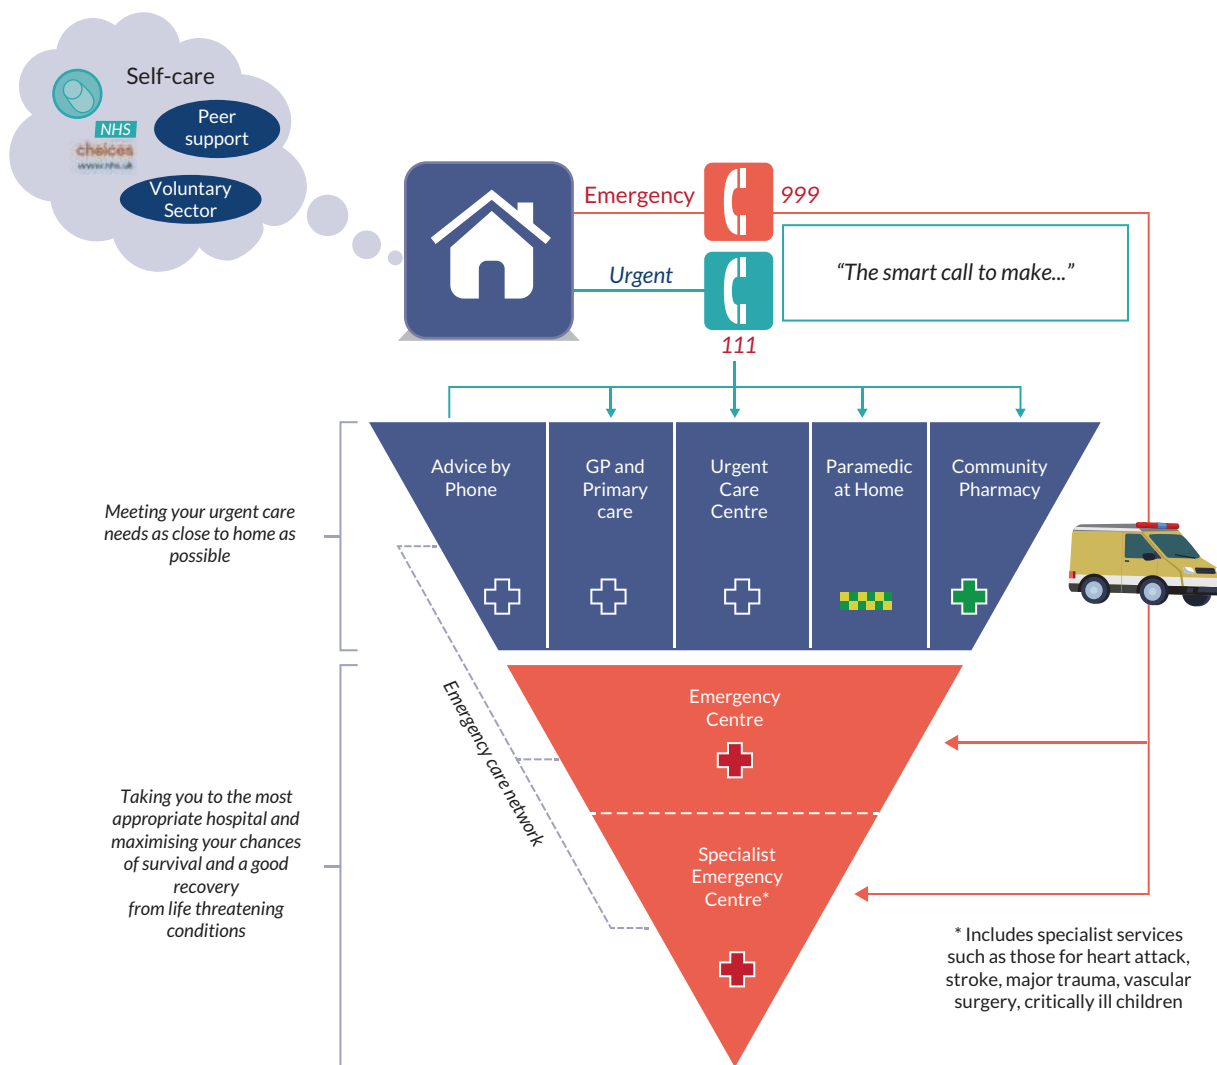 Self-care
Peer
support
NHS
choices
www.nhs.uk
Voluntary
Sector
Emergency
999
Urgent
"The smart call to make..."
111
Meeting your urgent care
needs as close to home as
possible
Advice by
Phone
GP and
Primary
care
Urgent
Care
Centre
Paramedic
at Home
Community
Pharmacy
Emergency care network
Emergency
Centre
Taking you to the most
appropriate hospital and
maximising your chances
of survival and a good
recovery
from life threatening
conditions
Specialist
Emergency
Centre*
* Includes specialist services
such as those for heart attack,
stroke, major trauma, vascular
surgery, critically ill children